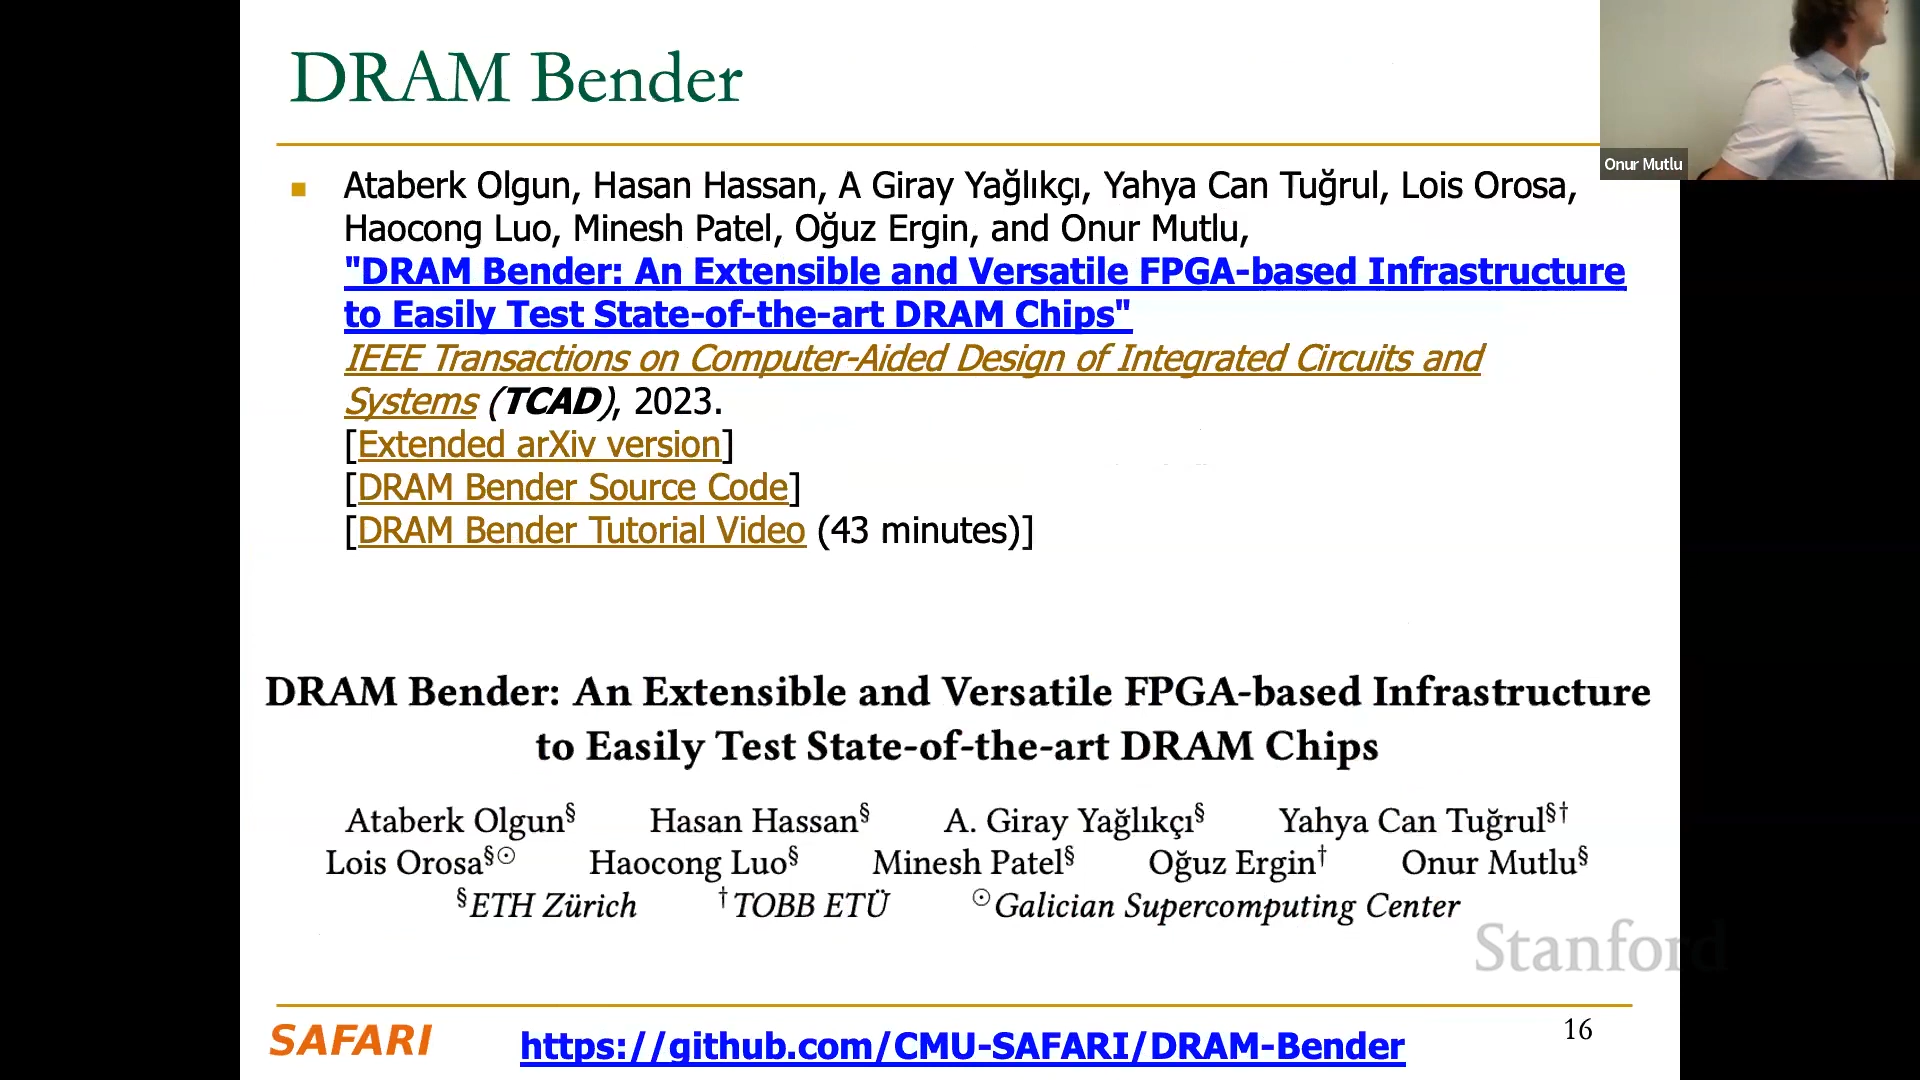 DRAM Bender
Onur Mutlu
Ataberk Olgun, Hasan Hassan, A Giray Yağlıkçı, Yahya Can Tuğrul, Lois Orosa,
Haocong Luo, Minesh Patel, Oğuz Ergin, and Onur Mutlu,
"DRAM Bender: An Extensible and Versatile FPGA-based Infrastructure
to Easily Test State-of-the-art DRAM Chips"
IEEE Transactions on Computer-Aided Design of Integrated Circuits and
Systems (TCAD), 2023.
[Extended arXiv version]
[DRAM Bender Source Code]
[DRAM Bender Tutorial Video (43 minutes)]
DRAM Bender: An Extensible and Versatile FPGA-based Infrastructure
to Easily Test State-of-the-art DRAM Chips
Ataberk Olgun§ Hasan Hassan§ A. Giray Yağlıkçı§ Yahya Can Tuğrul§†
Lois Orosa§⊙ Haocong Luo§ Minesh Patel§ Oğuz Ergin† Onur Mutlu§
§ETH Zürich †TOBB ETÜ ⊙Galician Supercomputing Center
Stanford
SAFARI
https://github.com/CMU-SAFARI/DRAM-Bender
16